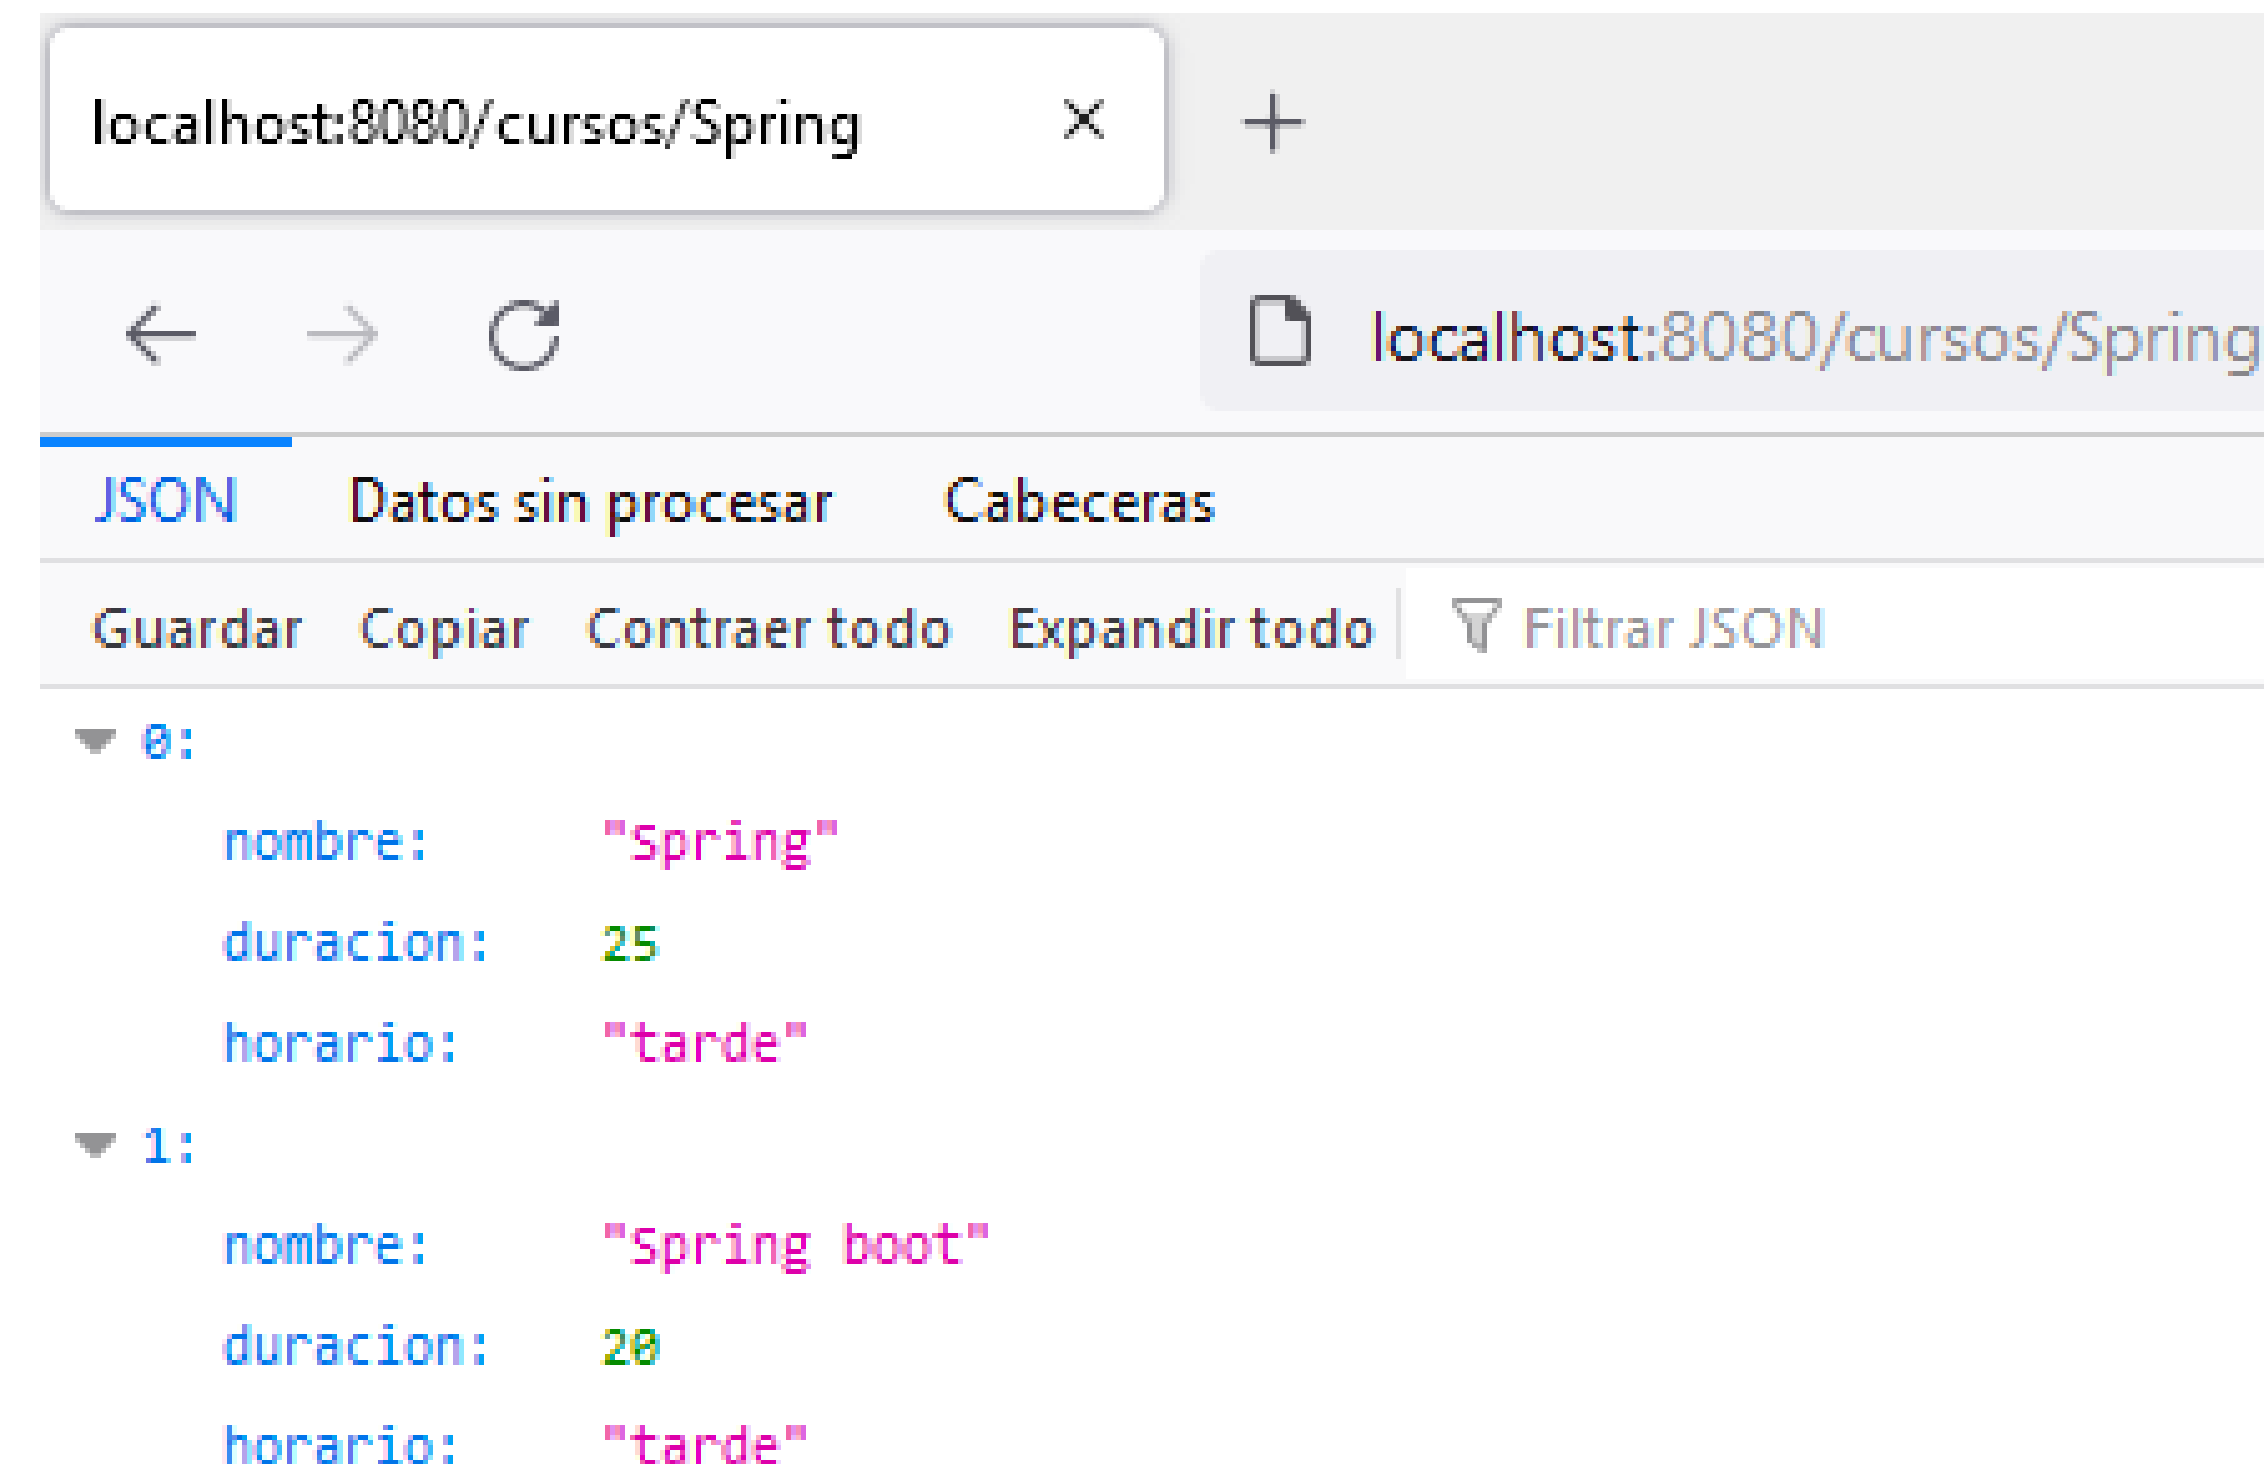 localhost:8080/cursos/Spring
localhost:8080/cursos/Spring
JSON Datos sin procesar Cabeceras
Guardar Copiar Contraer todo Expandir todo Filtrar JSON
0:
nombre: "Spring"
duracion: 25
horario: "tarde"
1:
nombre: "Spring boot"
duracion: 20
horario: "tarde"